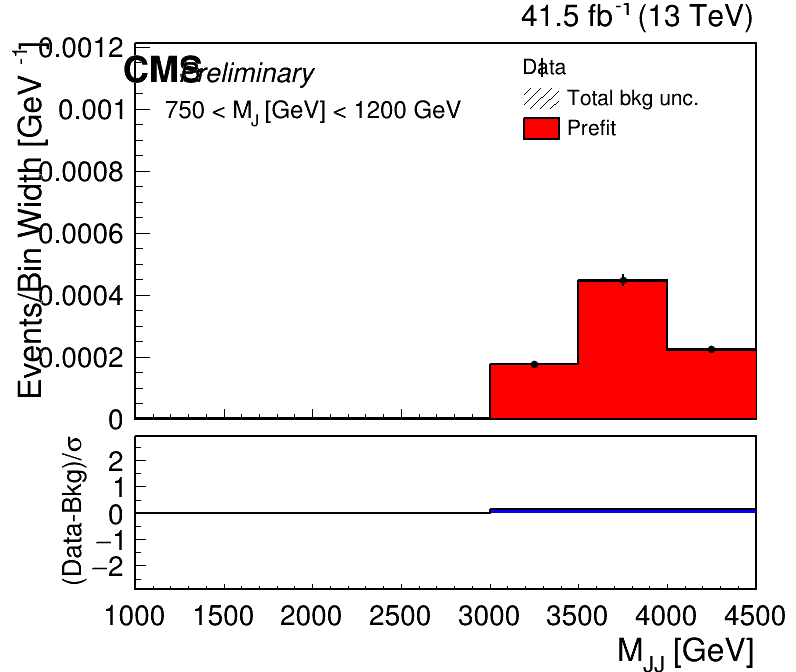 41.5 fb⁻¹ (13 TeV)
CMS Preliminary
750 < M_J [GeV] < 1200 GeV
Data
Total bkg unc.
Prefit
Events/Bin Width [GeV⁻¹]
0.0012
0.001
0.0008
0.0006
0.0004
0.0002
0
(Data-Bkg)/σ
2
1
0
−1
−2
1000 1500 2000 2500 3000 3500 4000 4500
M_JJ [GeV]